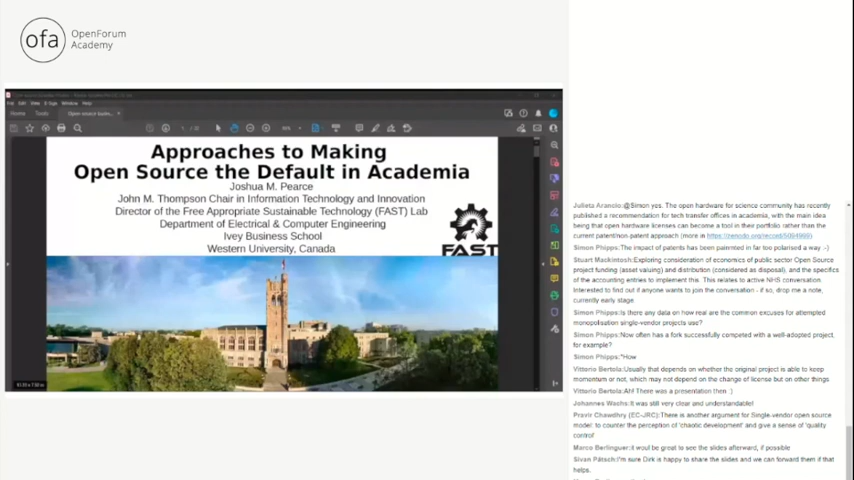 ofa
OpenForum
Academy
Home Tools
Approaches to Making
Open Source the Default in Academia
Joshua M. Pearce
John M. Thompson Chair in Information Technology and Innovation
Director of the Free Appropriate Sustainable Technology (FAST) Lab
Department of Electrical & Computer Engineering
Ivey Business School
Western University, Canada
FAST
Julieta Arancio:@Simon yes. The open hardware for science community has recently
published a recommendation for tech transfer offices in academia, with the main idea
being that open hardware licenses can become a tool in their portfolio rather than the
current patent/non-patent approach (more in
Simon Phipps:The impact of patents has been parented in far too polarised a way :-)
Stuart Mackintosh:Exploring consideration of economics of public sector Open Source
project funding (asset valuing) and distribution (considered as disposal), and the specifics
of the accounting entries to implement this. This relates to active NHS conversation
Interested to find out if anyone wants to join the conversation - if so, drop me a note,
currently early stage
Simon Phipps:Is there any data on how real are the common excuses for attempted
monopolisation single-vendor projects use?
Simon Phipps:Now often has a fork successfully competed with a well-adopted project
for example?
Simon Phipps:*How
Vittorio Bertola:Usually that depends on whether the original project is able to keep
momentum or not, which may not depend on the change of license but on other things
Vittorio Bertola:Ah! There was a presentation then :)
Johannes Wachs:It was still very clear and understandable!
Pravir Chawdhry (EC-JRC):There is another argument for Single-vendor open source
model: to counter the perception of 'chaotic development' and give a sense of 'quality
control'
Marco Berlinguer:it woul be great to see the slides afterward, if possible
Sivan Pätsch:I'm sure Dirk is happy to share the slides and we can forward them if that
helps.